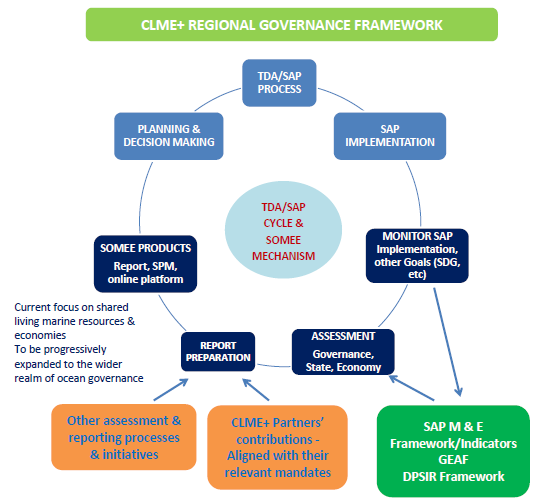 CLME+ REGIONAL GOVERNANCE FRAMEWORK
TDA/SAP
PROCESS
PLANNING &
DECISION MAKING
SAP
IMPLEMENTATION
TDA/SAP
CYCLE &
SOMEE
MECHANISM
SOMEE PRODUCTS
Report, SPM,
online platform
MONITOR SAP
Implementation,
other Goals (SDG,
etc)
Current focus on shared
living marine resources &
economies
To be progressively
expanded to the wider
realm of ocean governance
REPORT
PREPARATION
ASSESSMENT
Governance,
State, Economy
Other assessment &
reporting processes
& initiatives
CLME+ Partners'
contributions -
Aligned with their
relevant mandates
SAP M & E
Framework/Indicators
GEAF
DPSIR Framework